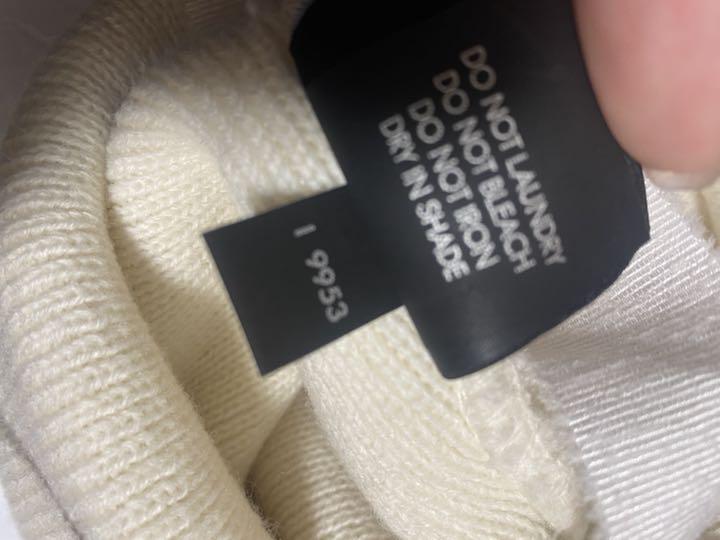 DO NOT LAUNDRY
DO NOT BLEACH
DO NOT IRON
DRY IN SHADE
I 9953